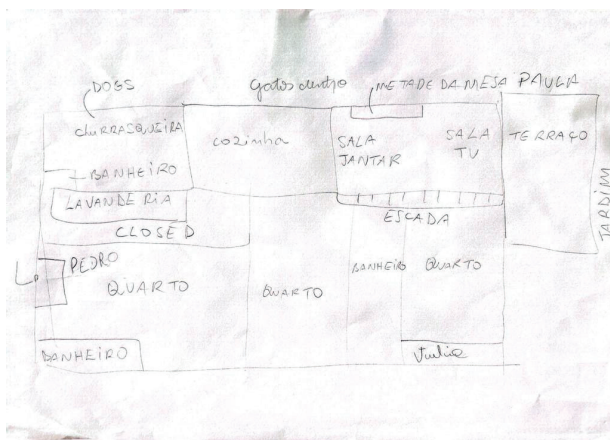 DOGS
Gatos dentro
METADE DA MESA PAULA
CHURRASQUEIRA
+ BANHEIRO
COZINHA
SALA JANTAR
SALA TV
TERRAÇO
JARDIM
LAVANDERIA
ESCADA
CLOSED
PEDRO
QUARTO
QUARTO
BANHEIRO
QUARTO
BANHEIRO